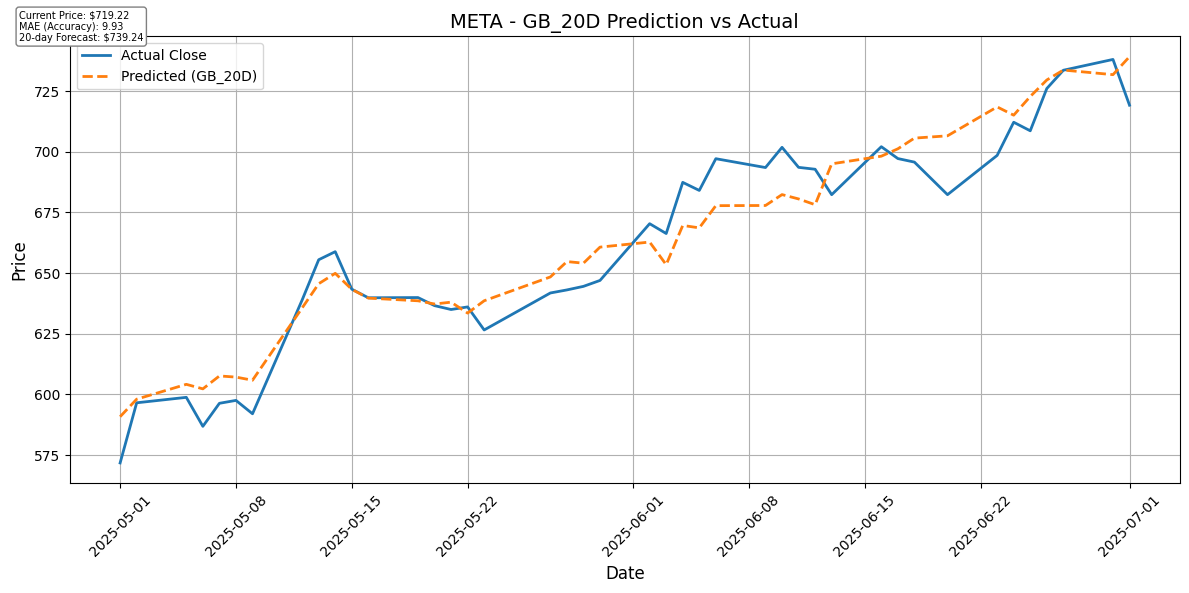 META - GB_20D Prediction vs Actual
Current Price: $719.22
MAE (Accuracy): 9.93
20-day Forecast: $739.24
Actual Close
Predicted (GB_20D)
Price
725
700
675
650
625
600
575
2025-05-01
2025-05-08
2025-05-15
2025-05-22
2025-06-01
2025-06-08
2025-06-15
2025-06-22
2025-07-01
Date